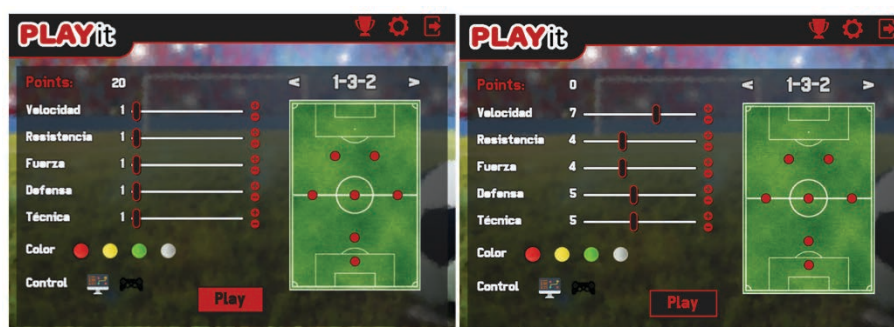 PLAYit
Points: 20
< 1-3-2 >
Velocidad 1
Resistencia 1
Fuerza 1
Defensa 1
Técnica 1
Color
Control
Play
PLAYit
Points: 0
< 1-3-2 >
Velocidad 7
Resistencia 4
Fuerza 4
Defensa 5
Técnica 5
Color
Control
Play